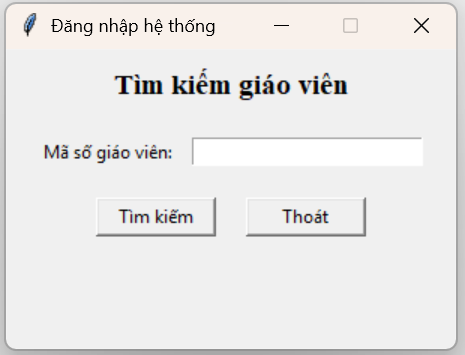 Đăng nhập hệ thống
Tìm kiếm giáo viên
Mã số giáo viên:
Tìm kiếm Thoát